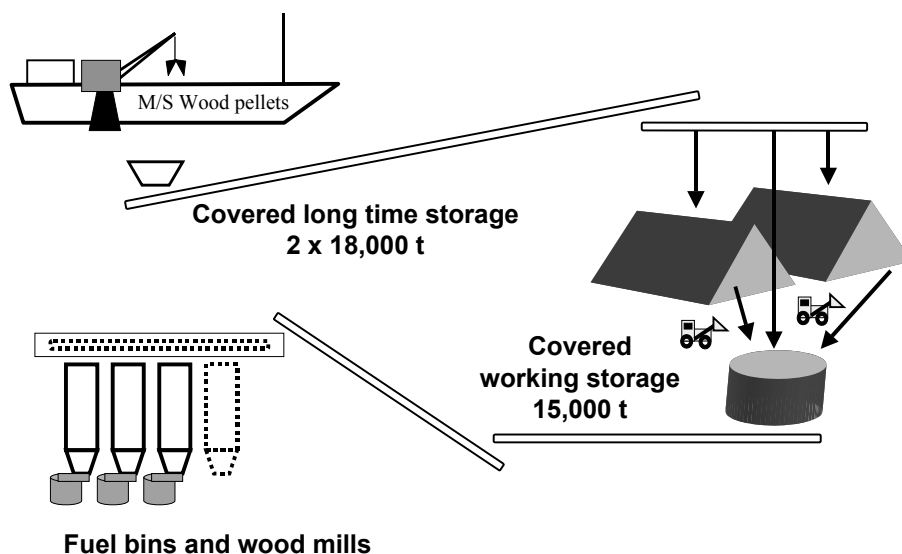 M/S Wood pellets
Covered long time storage
2 x 18,000 t
Covered
working storage
15,000 t
Fuel bins and wood mills